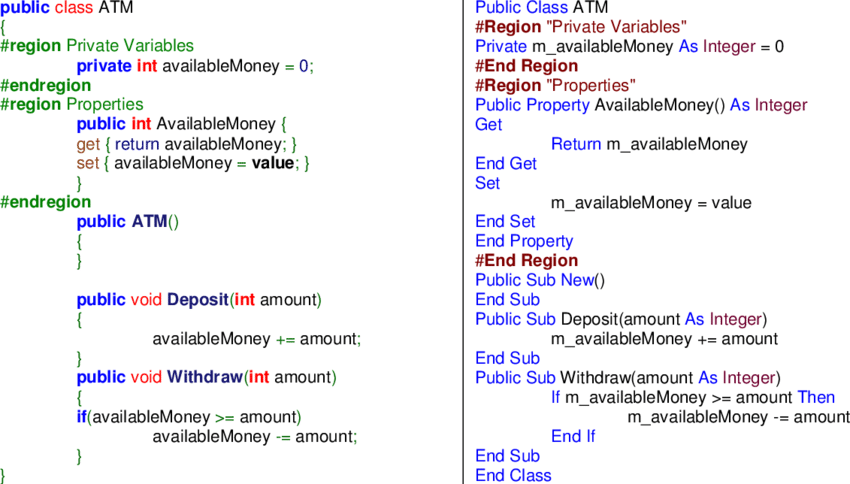 public class ATM
{
#region Private Variables
private int availableMoney = 0;
#endregion
#region Properties
public int AvailableMoney {
get { return availableMoney; }
set { availableMoney = value; }
}
#endregion
public ATM()
{
}
public void Deposit(int amount)
{
availableMoney += amount;
}
public void Withdraw(int amount)
{
if(availableMoney >= amount)
availableMoney -= amount;
}
}
Public Class ATM
#Region "Private Variables"
Private m_availableMoney As Integer = 0
#End Region
#Region "Properties"
Public Property AvailableMoney() As Integer
Get
Return m_availableMoney
End Get
Set
m_availableMoney = value
End Set
End Property
#End Region
Public Sub New()
End Sub
Public Sub Deposit(amount As Integer)
m_availableMoney += amount
End Sub
Public Sub Withdraw(amount As Integer)
If m_availableMoney >= amount Then
m_availableMoney -= amount
End If
End Sub
End Class